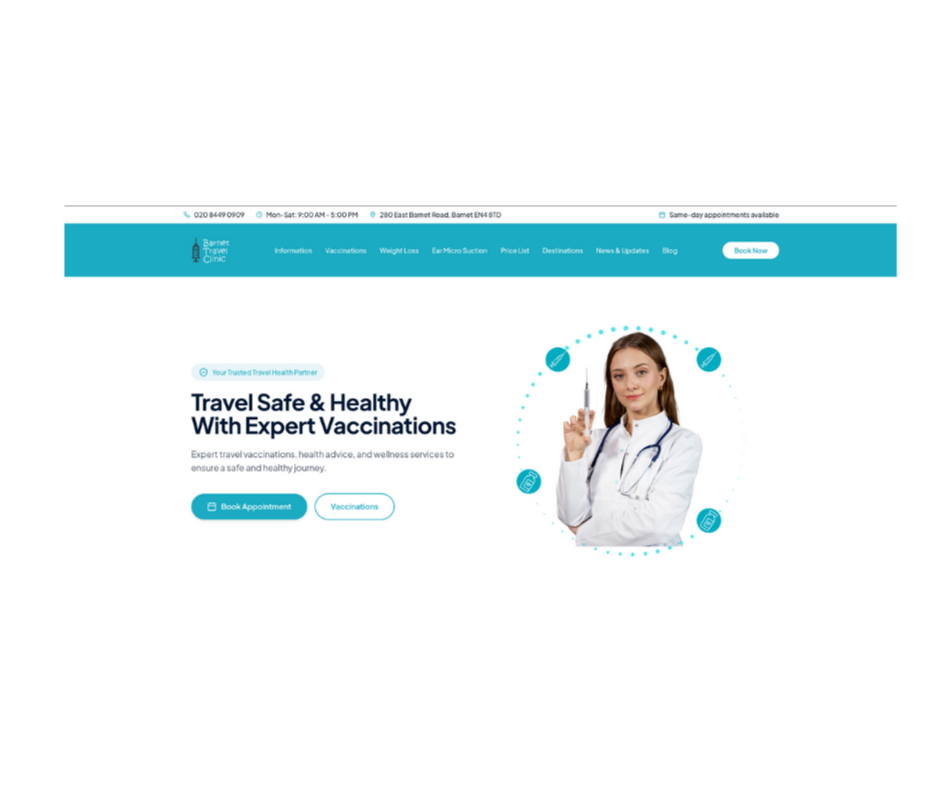 020 8449 0909 Mon-Sat: 9:00 AM - 5:00 PM 280 East Barnet Road, Barnet EN4 8TD Same-day appointments available
Barnet
Travel
Clinic
Information Vaccinations Weight Loss Ear Micro Suction Price List Destinations News & Updates Blog Book Now
Your Trusted Travel Health Partner
Travel Safe & Healthy
With Expert Vaccinations
Expert travel vaccinations, health advice, and wellness services to
ensure a safe and healthy journey.
Book Appointment Vaccinations